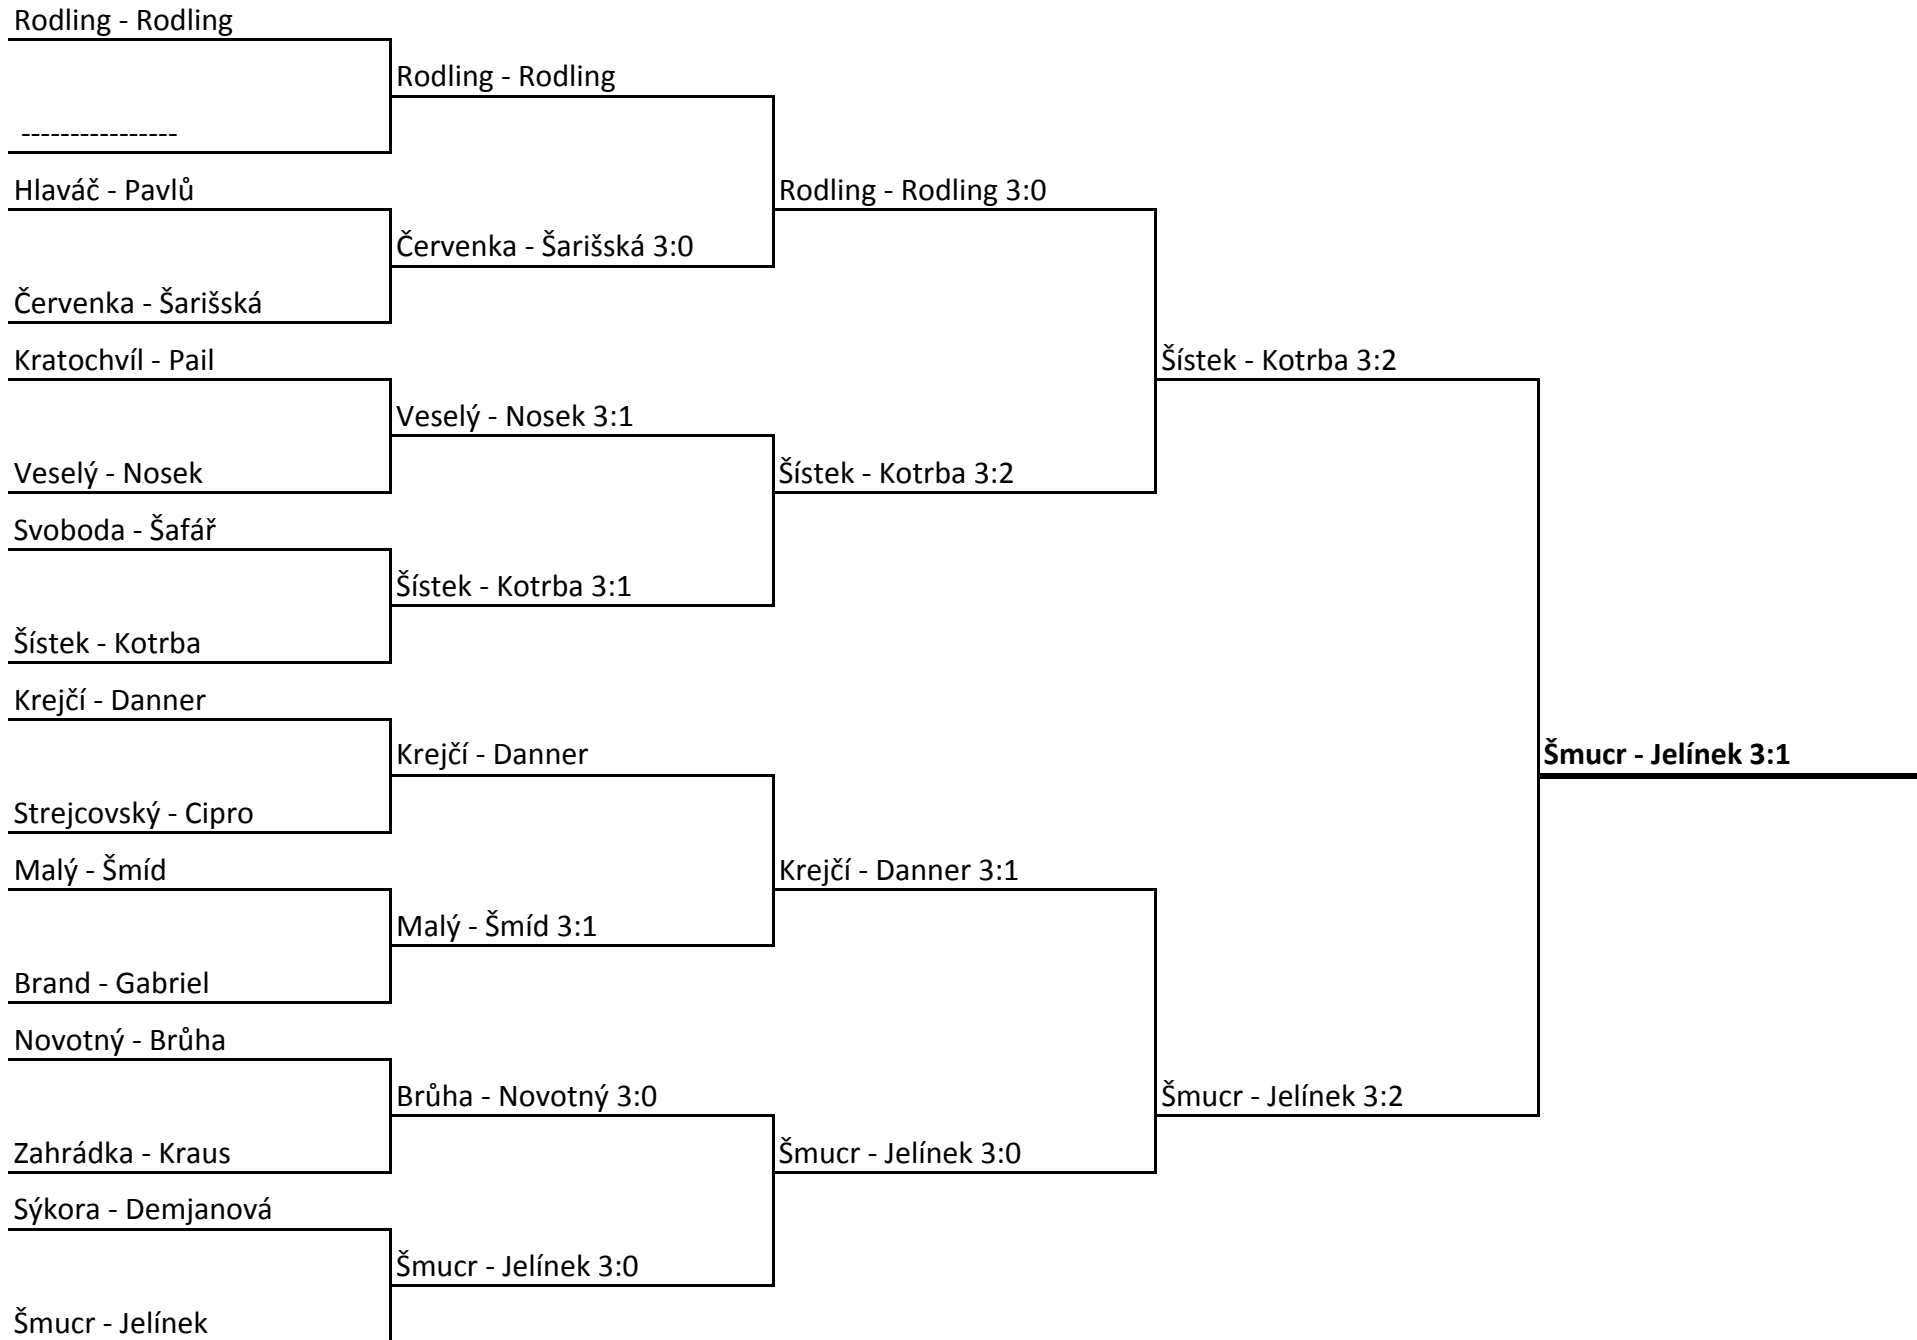 Rodling - Rodling
Rodling - Rodling
----------------
Hlaváč - Pavlů
Rodling - Rodling 3:0
Červenka - Šarišská 3:0
Červenka - Šarišská
Kratochvíl - Pail
Šístek - Kotrba 3:2
Veselý - Nosek 3:1
Veselý - Nosek
Šístek - Kotrba 3:2
Svoboda - Šafář
Šístek - Kotrba 3:1
Šístek - Kotrba
Krejčí - Danner
Krejčí - Danner
Šmucr - Jelínek 3:1
Strejcovský - Cipro
Malý - Šmíd
Krejčí - Danner 3:1
Malý - Šmíd 3:1
Brand - Gabriel
Novotný - Brůha
Brůha - Novotný 3:0
Šmucr - Jelínek 3:2
Zahrádka - Kraus
Šmucr - Jelínek 3:0
Sýkora - Demjanová
Šmucr - Jelínek 3:0
Šmucr - Jelínek